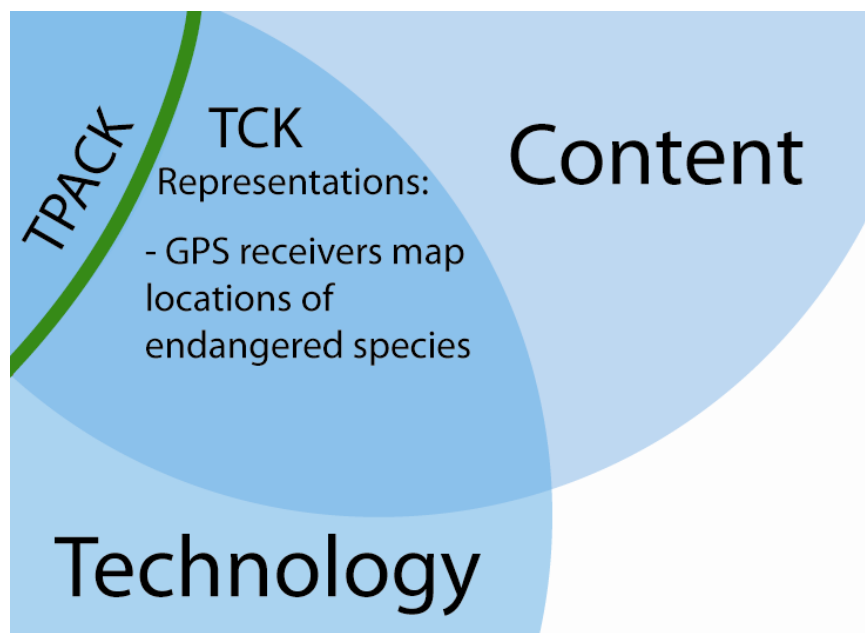 TPACK
TCK
Representations:
- GPS receivers map
locations of
endangered species
Content
Technology